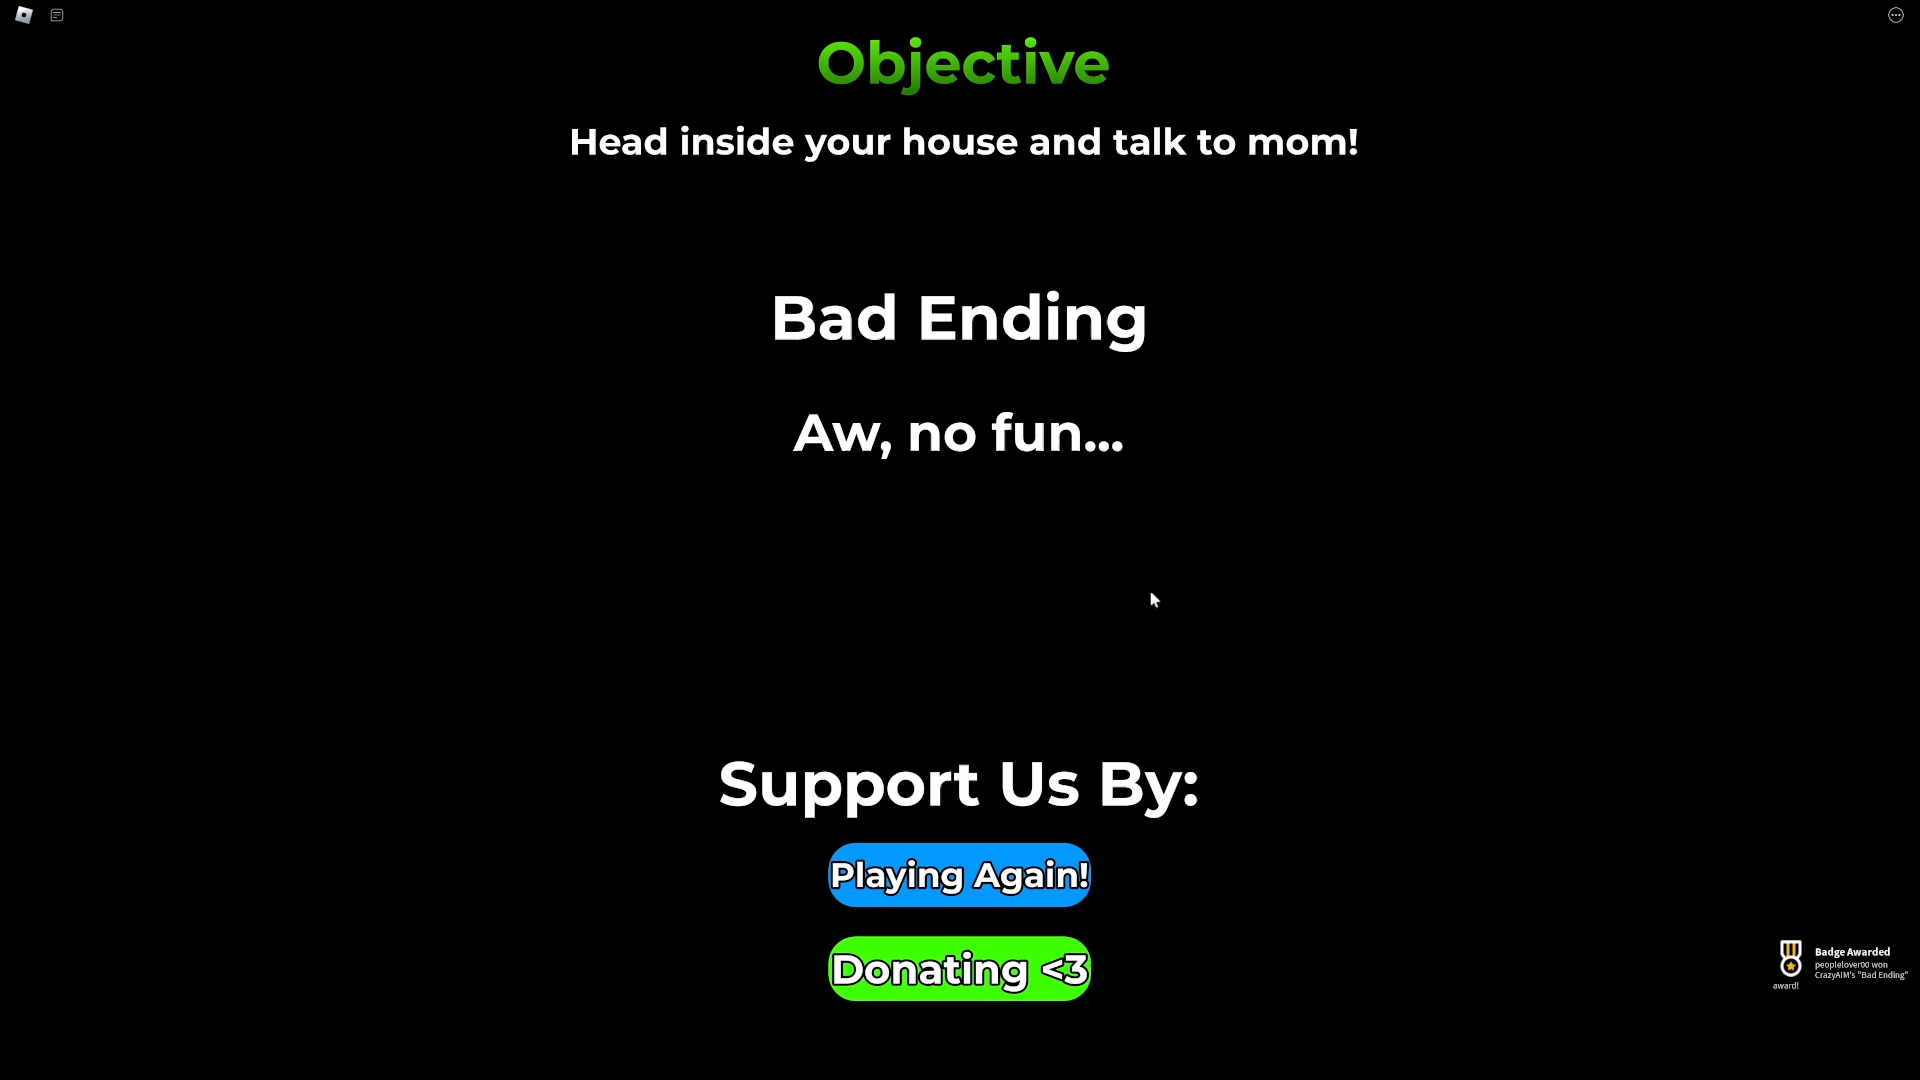 Objective
Head inside your house and talk to mom!
Bad Ending
Aw, no fun...
Support Us By:
Playing Again!
Donating <3
Badge Awarded
peoplelover00 won
CrazyAIM's "Bad Ending"
award!